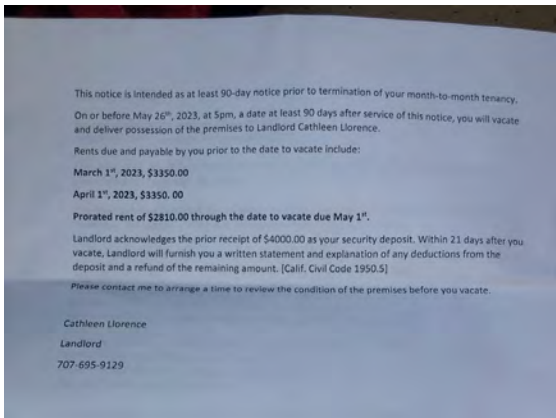 This notice is intended as at least 90-day notice prior to termination of your month-to-month tenancy.
On or before May 26th, 2023, at 5pm, a date at least 90 days after service of this notice, you will vacate
and deliver possession of the premises to Landlord Cathleen Llorence.
Rents due and payable by you prior to the date to vacate include:
March 1st, 2023, $3350.00
April 1st, 2023, $3350. 00
Prorated rent of $2810.00 through the date to vacate due May 1st.
Landlord acknowledges the prior receipt of $4000.00 as your security deposit. Within 21 days after you
vacate, Landlord will furnish you a written statement and explanation of any deductions from the
deposit and a refund of the remaining amount. [Calif. Civil Code 1950.5]
Please contact me to arrange a time to review the condition of the premises before you vacate.
Cathleen Llorence
Landlord
707-695-9129